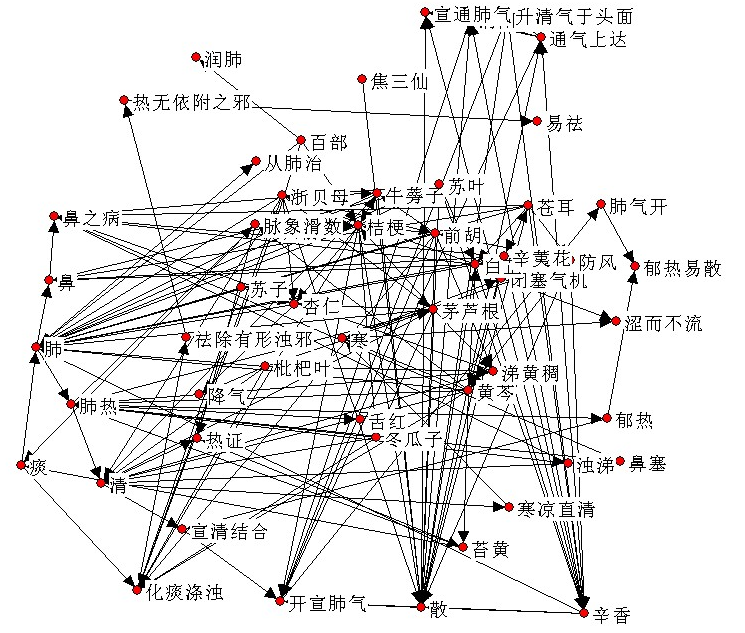 宣通肺气
升清气于头面
通气上达
润肺
焦三仙
热无依附之邪
易祛
百部
从肺治
浙贝母
牛蒡子
苏叶
苍耳
肺气开
鼻之病
脉象滑数
桔梗
前胡
辛荑花
防风
郁热易散
鼻
苏子
杏仁
闭塞气机
茅芦根
涩而不流
肺
祛除有形浊邪
寒
枇杷叶
涕黄稠
黄芩
降气
肺热
舌红
郁热
热证
冬瓜子
痰
清
浊涕
鼻塞
寒凉直清
宣清结合
苔黄
化痰涤浊
开宣肺气
散
辛香